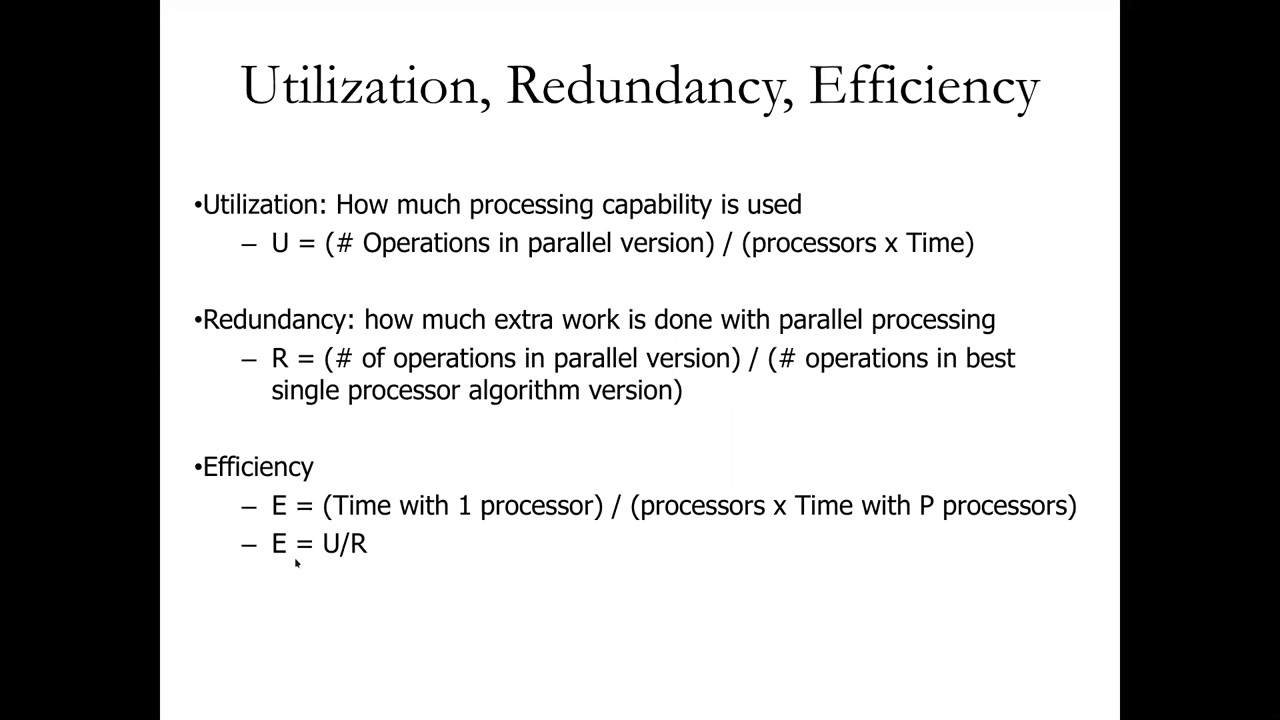 Utilization, Redundancy, Efficiency
•Utilization: How much processing capability is used
– U = (# Operations in parallel version) / (processors x Time)
•Redundancy: how much extra work is done with parallel processing
– R = (# of operations in parallel version) / (# operations in best
single processor algorithm version)
•Efficiency
– E = (Time with 1 processor) / (processors x Time with P processors)
– E = U/R